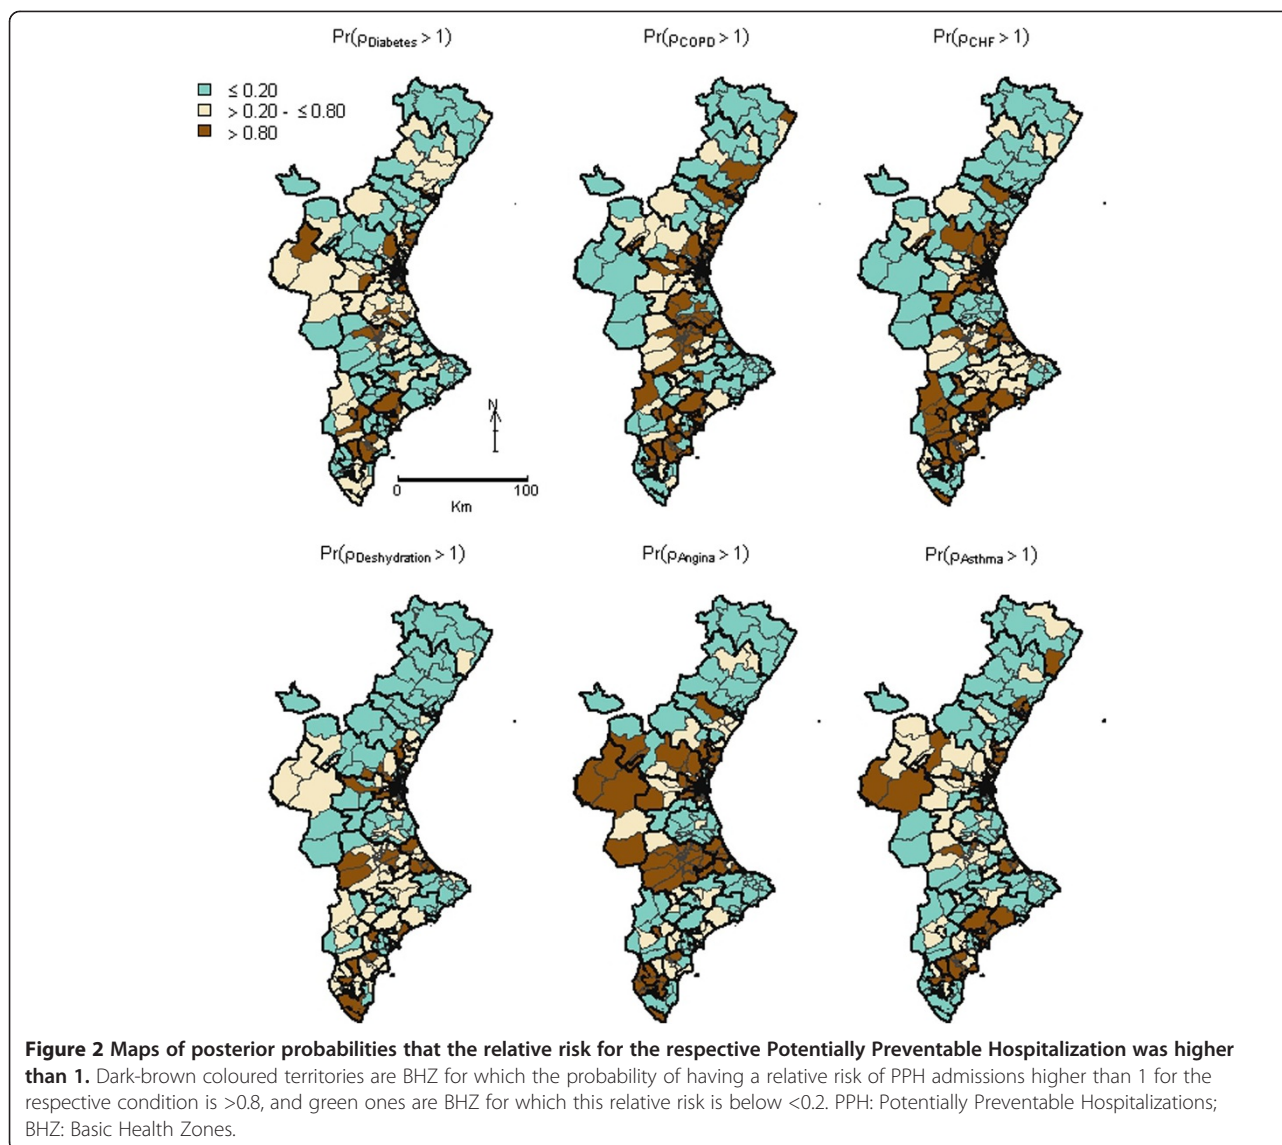 Pr(ρDiabetes > 1)
Pr(ρCOPD > 1)
Pr(ρCHF > 1)
≤ 0.20
> 0.20 - ≤ 0.80
> 0.80
N
0 100
Km
Pr(ρDeshydration > 1)
Pr(ρAngina > 1)
Pr(ρAsthma > 1)
Figure 2 Maps of posterior probabilities that the relative risk for the respective Potentially Preventable Hospitalization was higher
than 1. Dark-brown coloured territories are BHZ for which the probability of having a relative risk of PPH admissions higher than 1 for the
respective condition is >0.8, and green ones are BHZ for which this relative risk is below <0.2. PPH: Potentially Preventable Hospitalizations;
BHZ: Basic Health Zones.